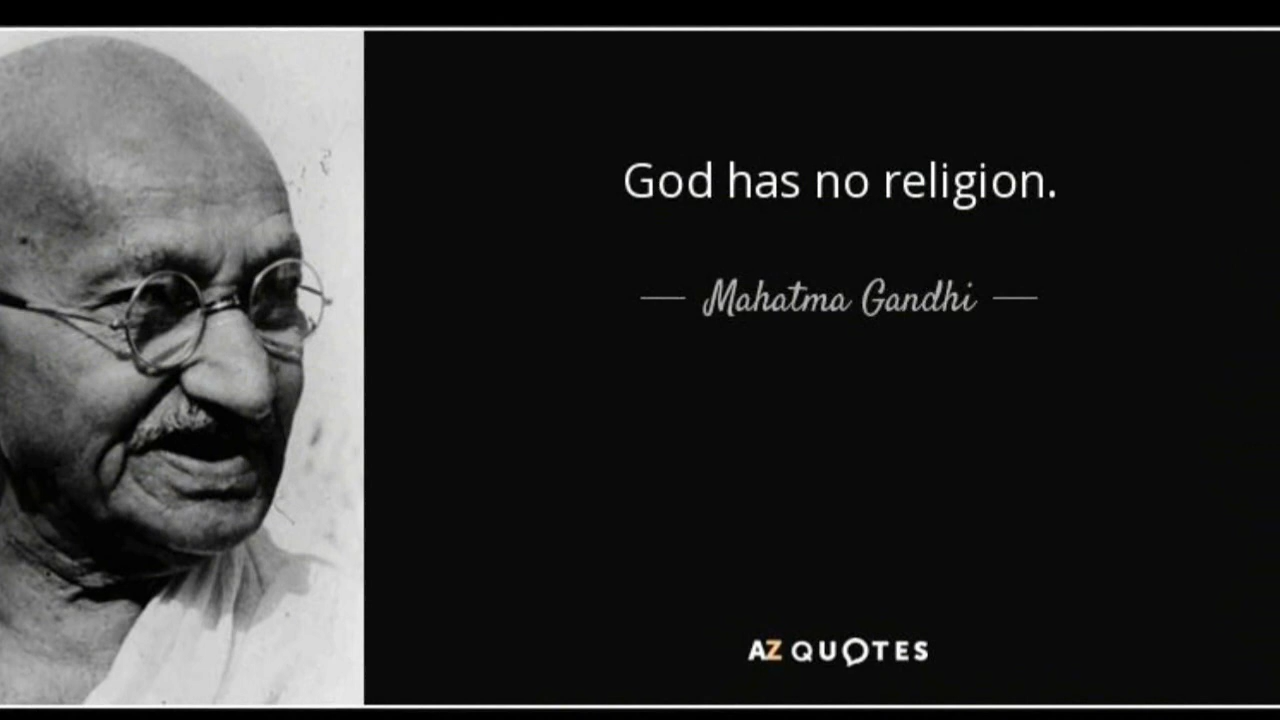 God has no religion.
— Mahatma Gandhi —
AZ QUOTES